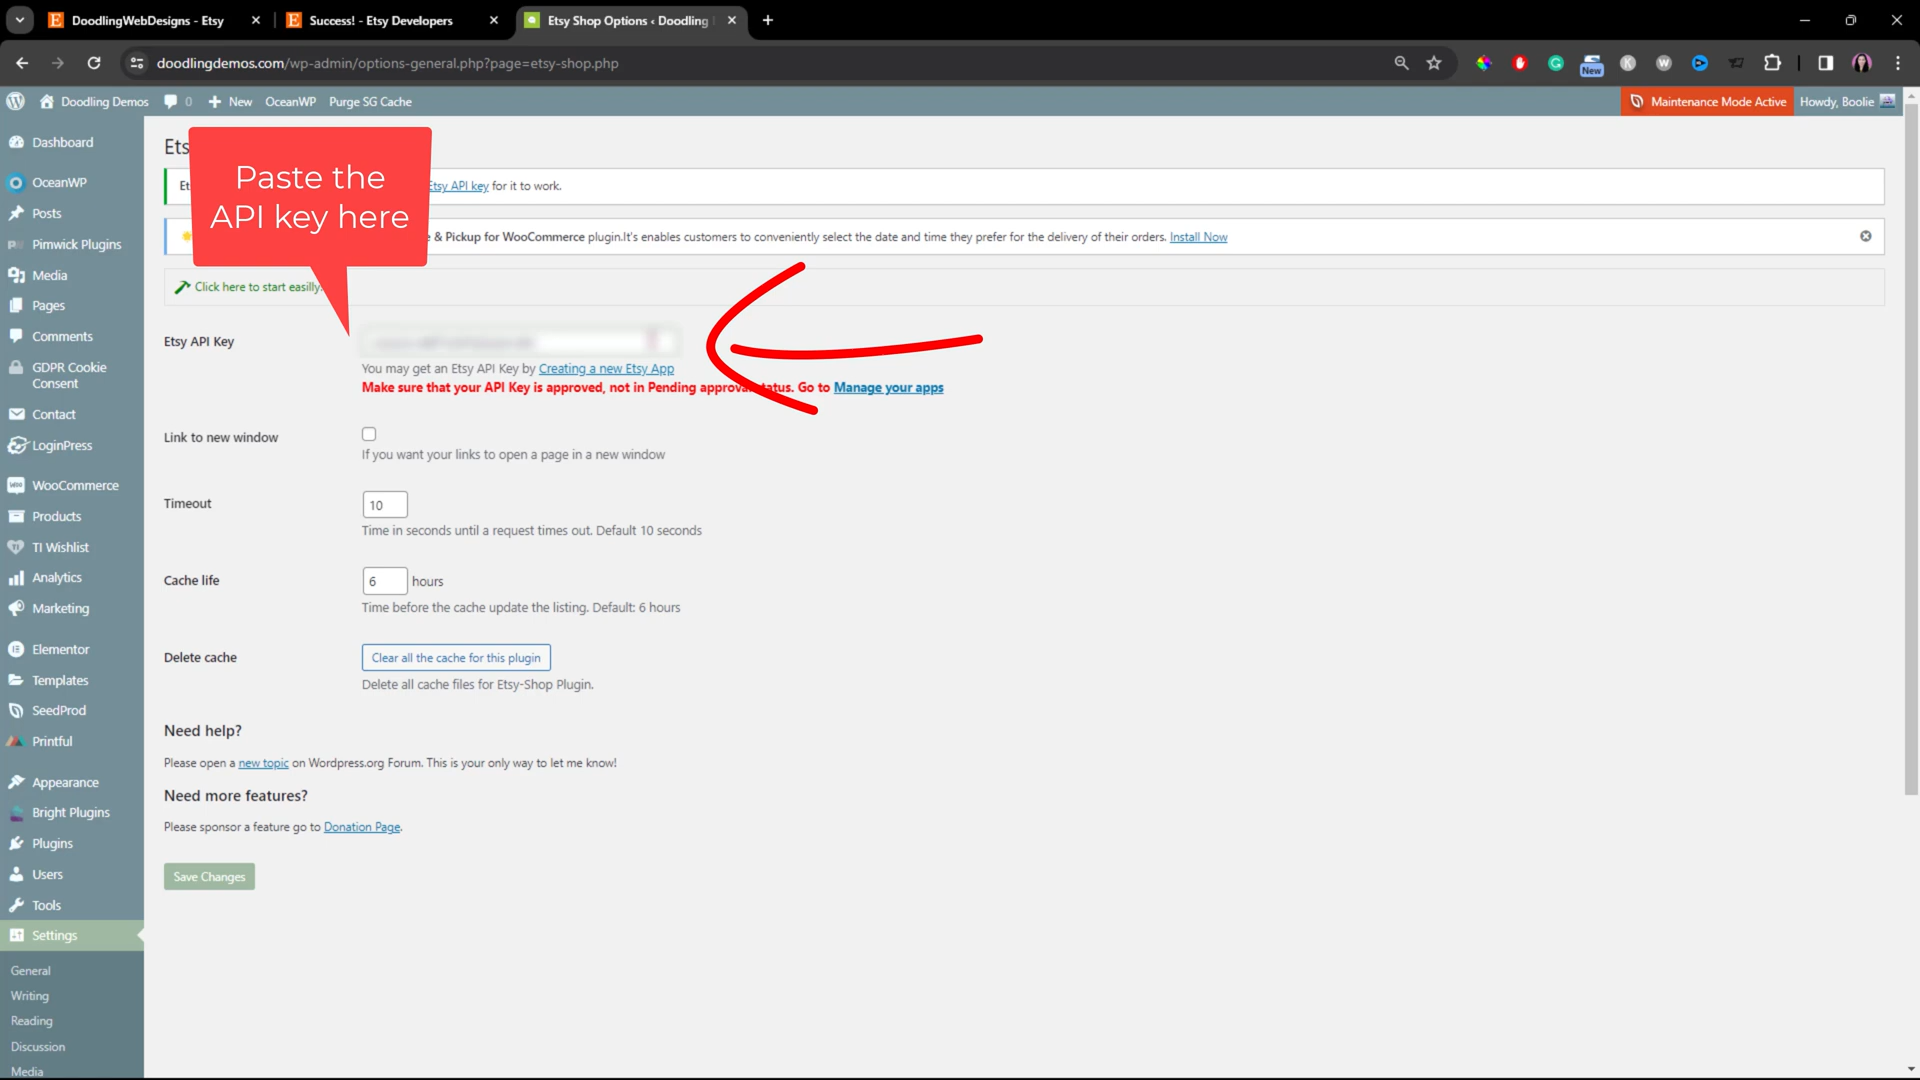 DoodlingWebDesigns - Etsy
Success! - Etsy Developers
Etsy Shop Options ‹ Doodling
doodlingdemos.com/wp-admin/options-general.php?page=etsy-shop.php
New
Doodling Demos
0
New
OceanWP
Purge SG Cache
Maintenance Mode Active
Howdy, Boolie
Dashboard
OceanWP
Posts
Pimwick Plugins
Media
Pages
Comments
GDPR Cookie
Consent
Contact
LoginPress
WooCommerce
Products
TI Wishlist
Analytics
Marketing
Elementor
Templates
SeedProd
Printful
Appearance
Bright Plugins
Plugins
Users
Tools
Settings
General
Writing
Reading
Discussion
Media
Paste the
API key here
Ets
Et
Etsy API key for it to work.
e & Pickup for WooCommerce plugin.It's enables customers to conveniently select the date and time they prefer for the delivery of their orders. Install Now
Click here to start easilly
Etsy API Key
You may get an Etsy API Key by Creating a new Etsy App
Make sure that your API Key is approved, not in Pending approval status. Go to Manage your apps
Link to new window
If you want your links to open a page in a new window
Timeout
10
Time in seconds until a request times out. Default 10 seconds
Cache life
6 hours
Time before the cache update the listing. Default: 6 hours
Delete cache
Clear all the cache for this plugin
Delete all cache files for Etsy-Shop Plugin.
Need help?
Please open a new topic on Wordpress.org Forum. This is your only way to let me know!
Need more features?
Please sponsor a feature go to Donation Page.
Save Changes